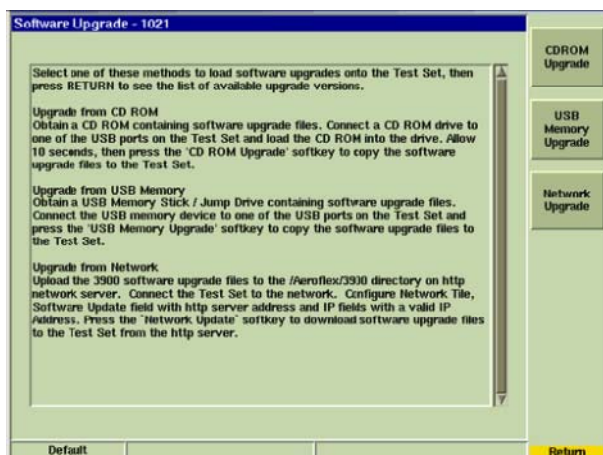 Software Upgrade - 1021
Select one of these methods to load software upgrades onto the Test Set, then
press RETURN to see the list of available upgrade versions.
Upgrade from CD ROM
Obtain a CD ROM containing software upgrade files. Connect a CD ROM drive to
one of the USB ports on the Test Set and load the CD ROM into the drive. Allow
10 seconds, then press the 'CD ROM Upgrade' softkey to copy the software
upgrade files to the Test Set.
Upgrade from USB Memory
Obtain a USB Memory Stick / Jump Drive containing software upgrade files.
Connect the USB memory device to one of the USB ports on the Test Set and
press the 'USB Memory Upgrade' softkey to copy the software upgrade files to
the Test Set.
Upgrade from Network
Upload the 3900 software upgrade files to the /Aeroflex/3900 directory on http
network server. Connect the Test Set to the network. Configure Network Tile,
Software Update field with http server address and IP fields with a valid IP
Address. Press the `Network Update` softkey to download software upgrade files
to the Test Set from the http server.
CDROM
Upgrade
USB
Memory
Upgrade
Network
Upgrade
Default
Return